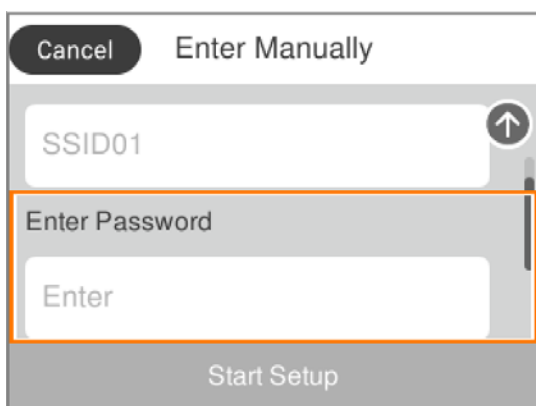 Cancel Enter Manually
SSID01
Enter Password
Enter
Start Setup